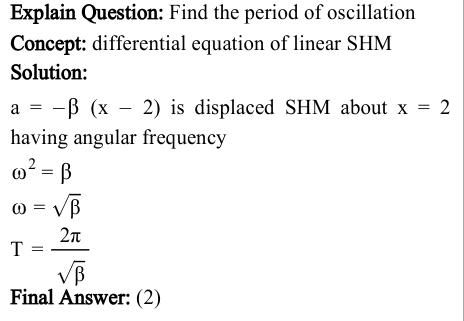 Explain Question: Find the period of oscillation
Concept: differential equation of linear SHM
Solution:
a = −β (x − 2) is displaced SHM about x = 2
having angular frequency
ω² = β
ω = √β
T = 2π / √β
Final Answer: (2)